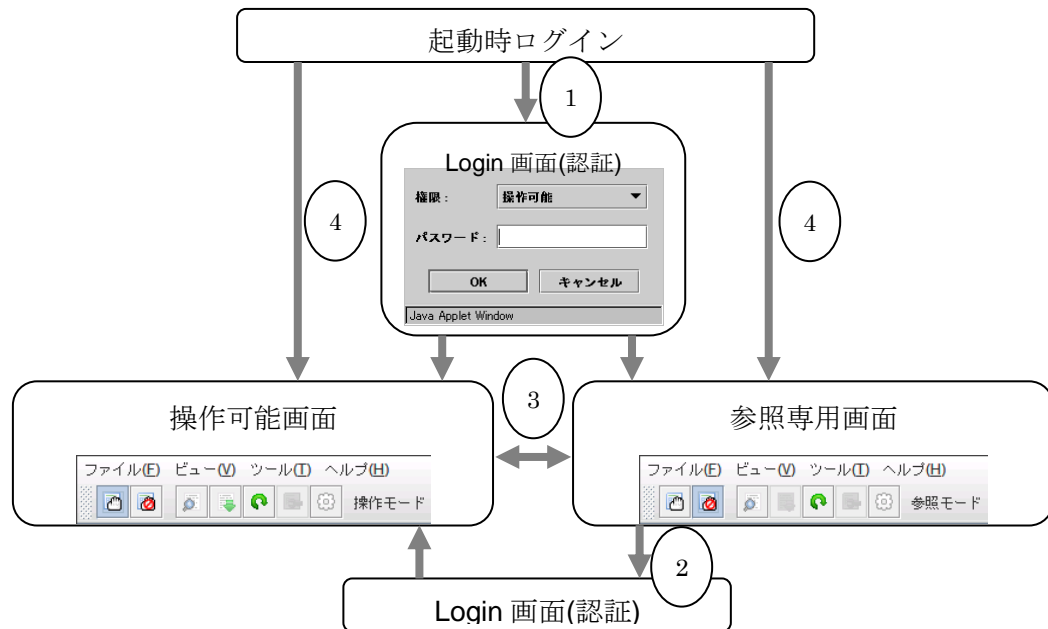 起動時ログイン
1
Login 画面(認証)
権限： 操作可能
4
4
パスワード：
OK キャンセル
Java Applet Window
3
操作可能画面
参照専用画面
ファイル(F) ビュー(V) ツール(T) ヘルプ(H)
操作モード
ファイル(F) ビュー(V) ツール(T) ヘルプ(H)
参照モード
2
Login 画面(認証)